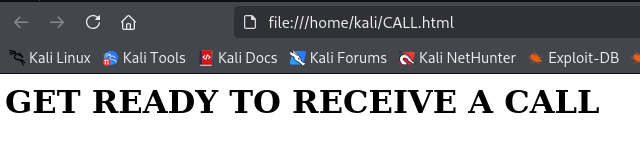 file:///home/kali/CALL.html
Kali Linux Kali Tools Kali Docs Kali Forums Kali NetHunter Exploit-DB
GET READY TO RECEIVE A CALL